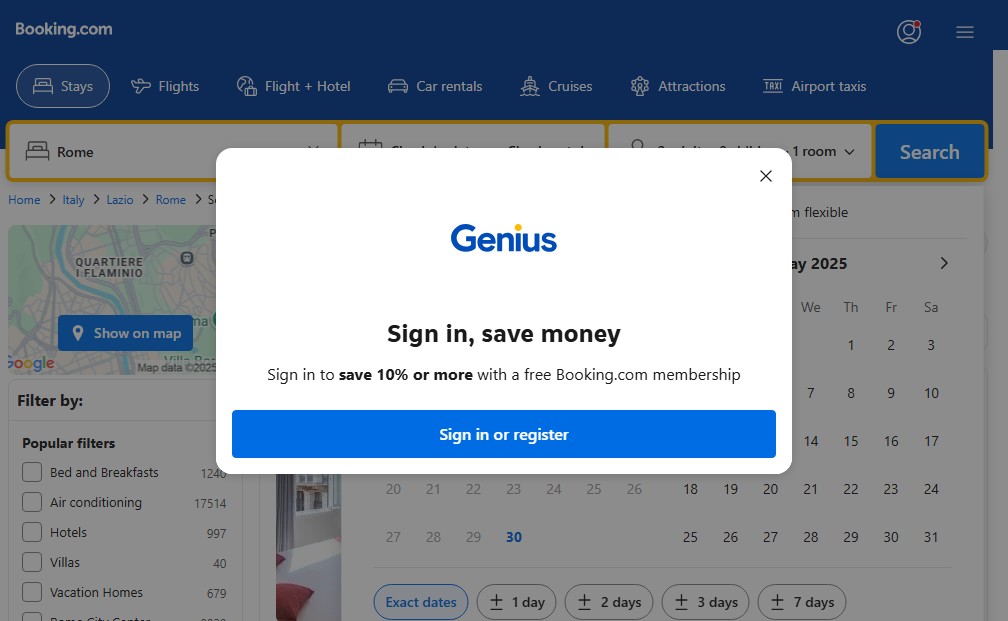 Booking.com
Stays
Flights
Flight + Hotel
Car rentals
Cruises
Attractions
TAXI Airport taxis
Rome
1 room
Search
Home
Italy
Lazio
Rome
flexible
QUARTIERE
I FLAMINIO
Show on map
Google
Map data ©2025
Filter by:
Popular filters
Bed and Breakfasts 1240
Air conditioning 17514
Hotels 997
Villas 40
Vacation Homes 679
Genius
Sign in, save money
Sign in to save 10% or more with a free Booking.com membership
Sign in or register
2025
We Th Fr Sa
1 2 3
7 8 9 10
14 15 16 17
20 21 22 23 24 25 26 18 19 20 21 22 23 24
27 28 29 30 25 26 27 28 29 30 31
Exact dates
± 1 day
± 2 days
± 3 days
± 7 days